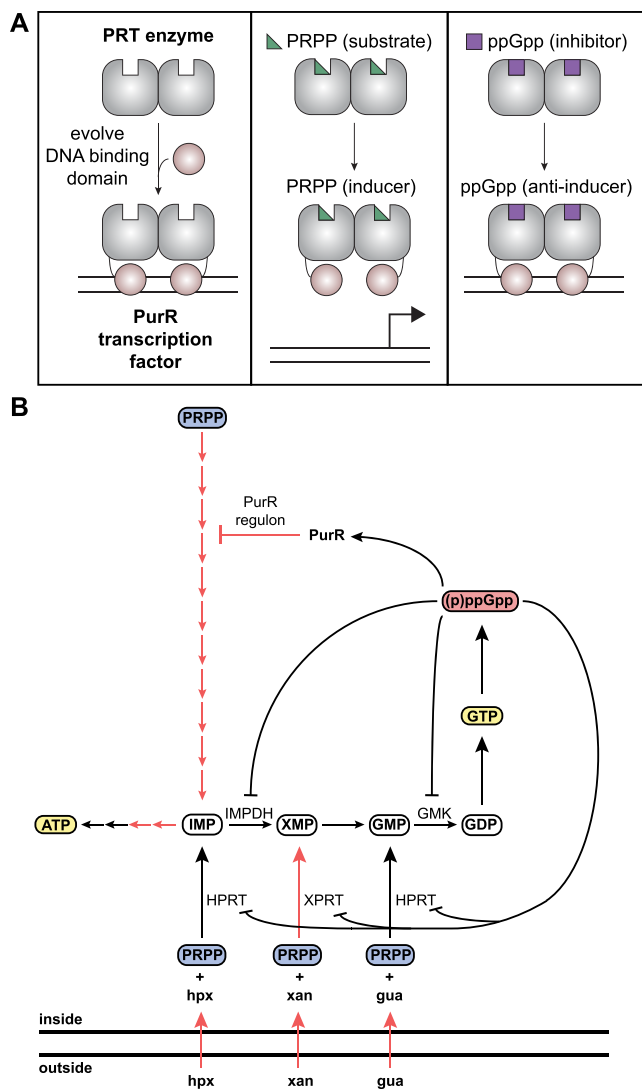 A
PRT enzyme
evolve
DNA binding
domain
PurR
transcription
factor
PRPP (substrate)
PRPP (inducer)
ppGpp (inhibitor)
ppGpp (anti-inducer)
B
PRPP
PurR
regulon
PurR
(p)ppGpp
GTP
ATP
IMP
IMPDH
XMP
GMP
GMK
GDP
HPRT
XPRT
HPRT
PRPP
PRPP
PRPP
+
+
+
hpx
xan
gua
inside
outside
hpx
xan
gua